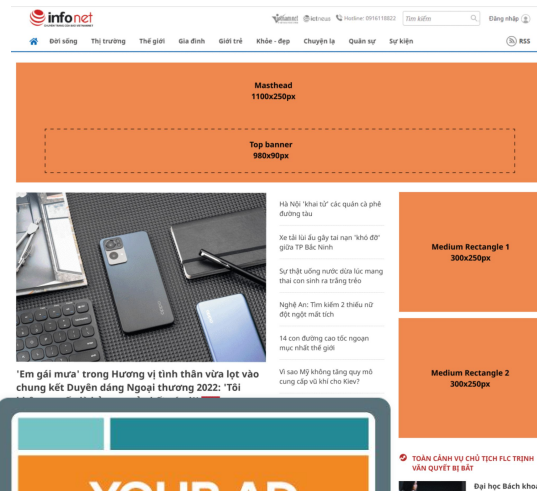 infonet
vietnamnet ictnews Hotline: 0916118822 Tìm kiếm Đăng nhập
Đời sống Thị trường Thế giới Gia đình Giới trẻ Khỏe - đẹp Chuyện lạ Quân sự Sự kiện RSS
Masthead
1100x250px
Top banner
980x90px
Hà Nội 'khai tử' các quán cà phê
đường tàu
Xe tải lùi ẩu gây tai nạn 'khó đỡ'
giữa TP Bắc Ninh
Sự thật uống nước dừa lúc mang
thai con sinh ra trắng trẻo
Nghệ An: Tìm kiếm 2 thiếu nữ
đột ngột mất tích
14 con đường cao tốc ngoạn
mục nhất thế giới
Vì sao Mỹ không tăng quy mô
cung cấp vũ khí cho Kiev?
'Em gái mưa' trong Hương vị tình thân vừa lọt vào
chung kết Duyên dáng Ngoại thương 2022: 'Tôi
Medium Rectangle 1
300x250px
Medium Rectangle 2
300x250px
TOÀN CẢNH VỤ CHỦ TỊCH FLC TRỊNH
VĂN QUYẾT BỊ BẮT
Đại học Bách khoa
YOUR AD